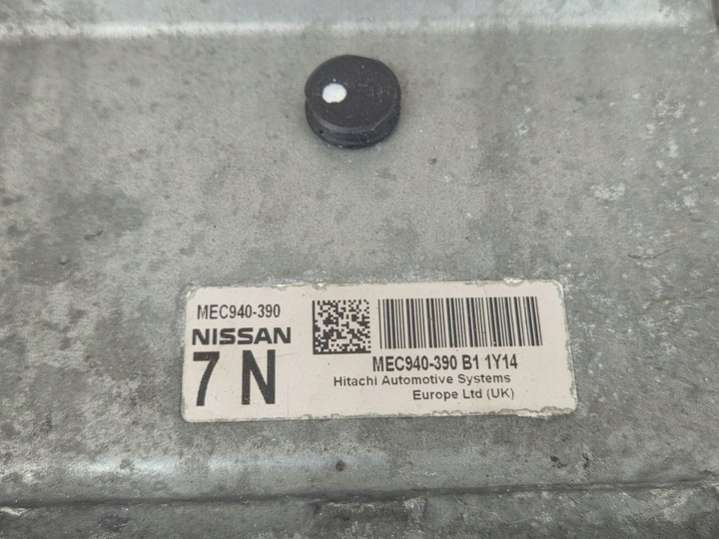 MEC940-390
NISSAN
7 N
MEC940-390 B1 1Y14
Hitachi Automotive Systems
Europe Ltd (UK)